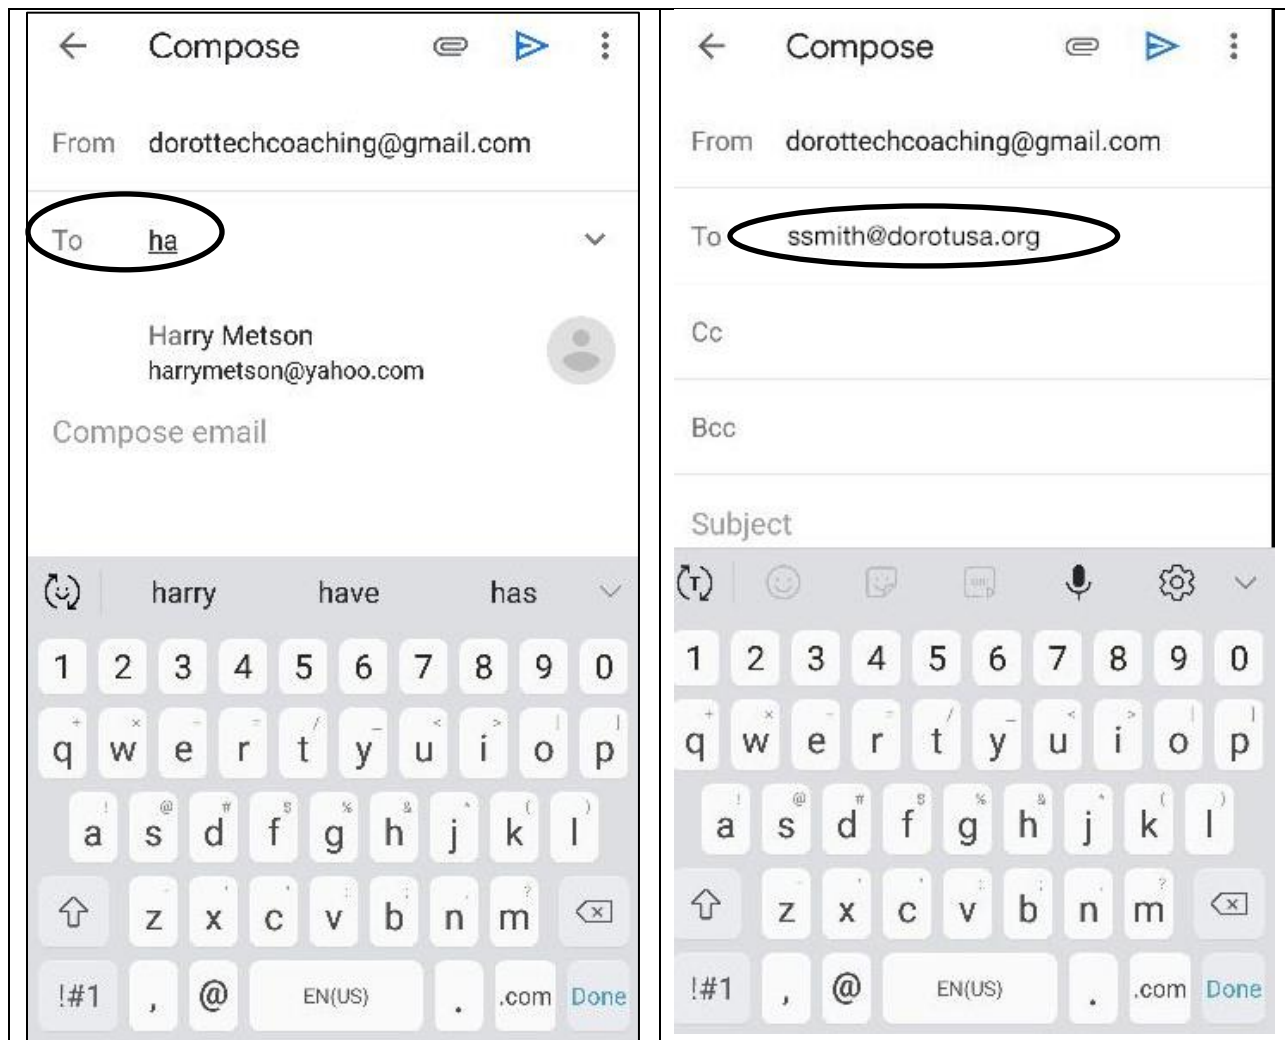 Compose
From dorottechcoaching@gmail.com
To ha
Harry Metson
harrymetson@yahoo.com
Compose email
harry have has
1 2 3 4 5 6 7 8 9 0
q w e r t y u i o p
a s d f g h j k l
z x c v b n m
!#1 , @ EN(US) . .com Done
Compose
From dorottechcoaching@gmail.com
To ssmith@dorotusa.org
Cc
Bcc
Subject
T
1 2 3 4 5 6 7 8 9 0
q w e r t y u i o p
a s d f g h j k l
z x c v b n m
!#1 , @ EN(US) . .com Done